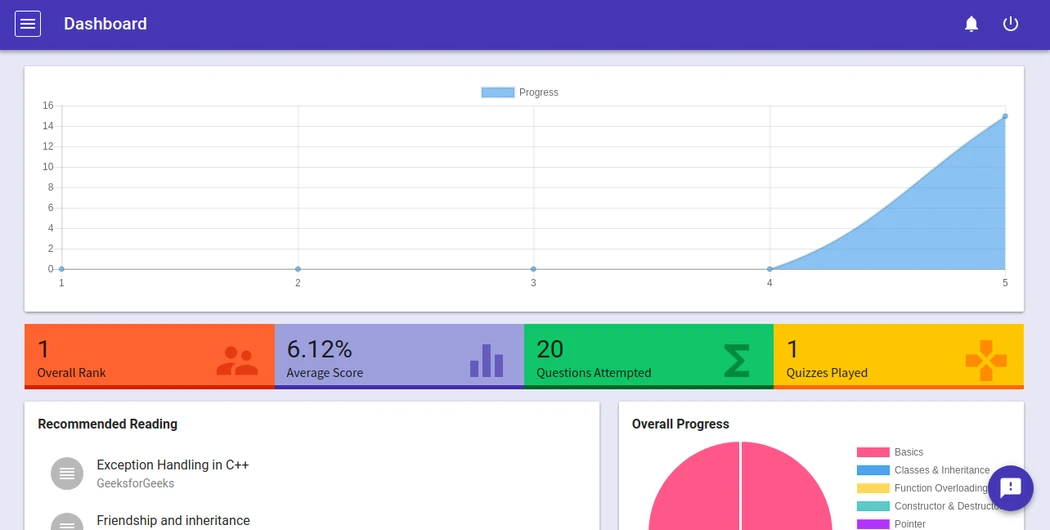 Dashboard
Progress
16
14
12
10
8
6
4
2
0
1 2 3 4 5
1
Overall Rank
6.12%
Average Score
20
Questions Attempted
1
Quizzes Played
Recommended Reading
Exception Handling in C++
GeeksforGeeks
Friendship and inheritance
Overall Progress
Basics
Classes & Inheritance
Function Overloading
Constructor &
Pointer